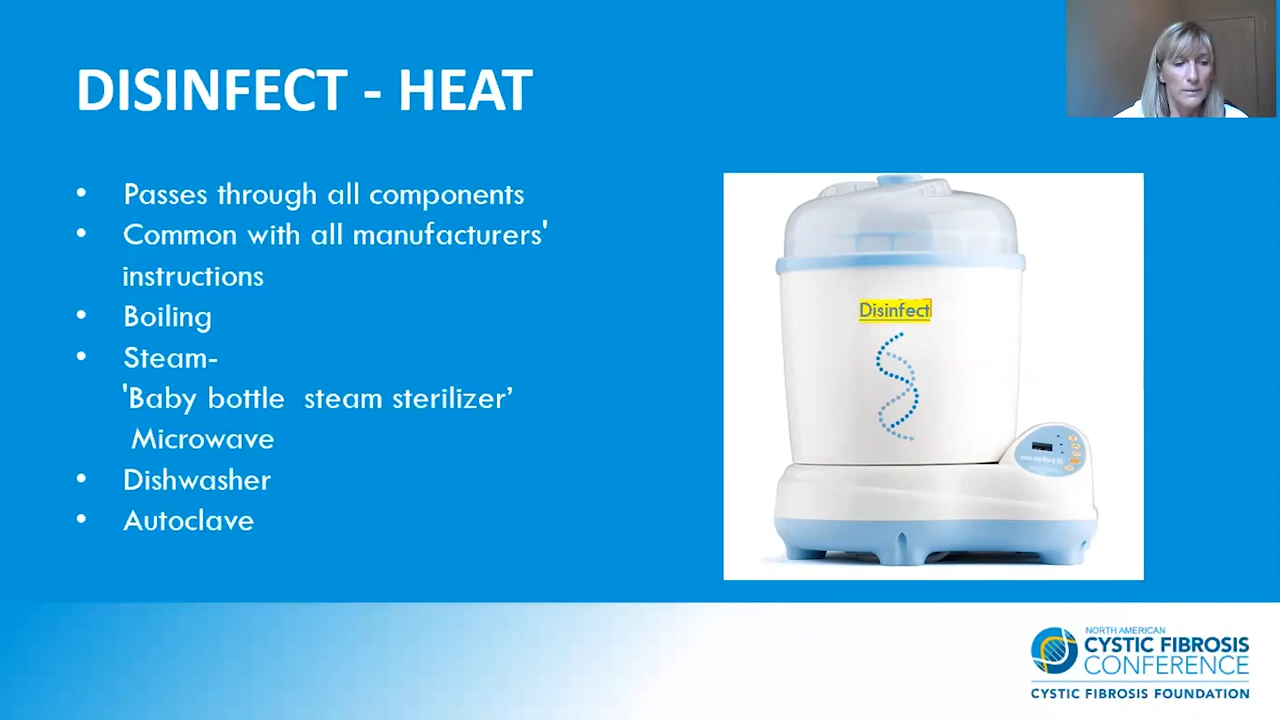 DISINFECT - HEAT
• Passes through all components
• Common with all manufacturers'
instructions
• Boiling
• Steam-
'Baby bottle  steam sterilizer’
Microwave
• Dishwasher
• Autoclave
Disinfect
NORTH AMERICAN
CYSTIC FIBROSIS
CONFERENCE
CYSTIC FIBROSIS FOUNDATION